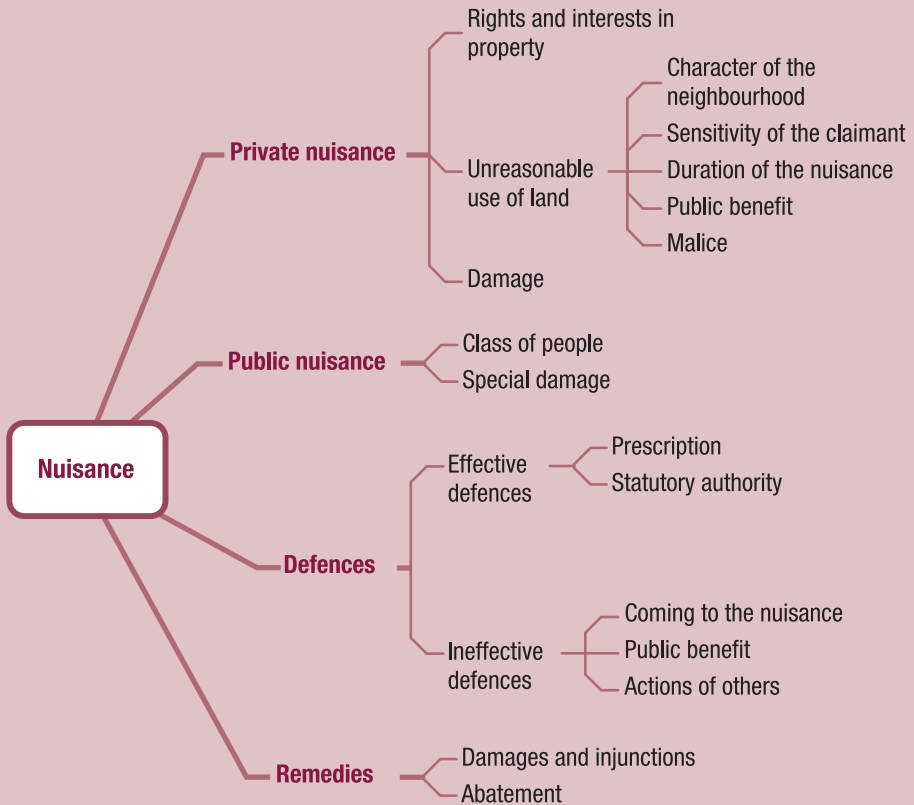 Nuisance
Private nuisance
Rights and interests in
property
Unreasonable
use of land
Character of the
neighbourhood
Sensitivity of the claimant
Duration of the nuisance
Public benefit
Malice
Damage
Public nuisance
Class of people
Special damage
Defences
Effective
defences
Prescription
Statutory authority
Ineffective
defences
Coming to the nuisance
Public benefit
Actions of others
Remedies
Damages and injunctions
Abatement